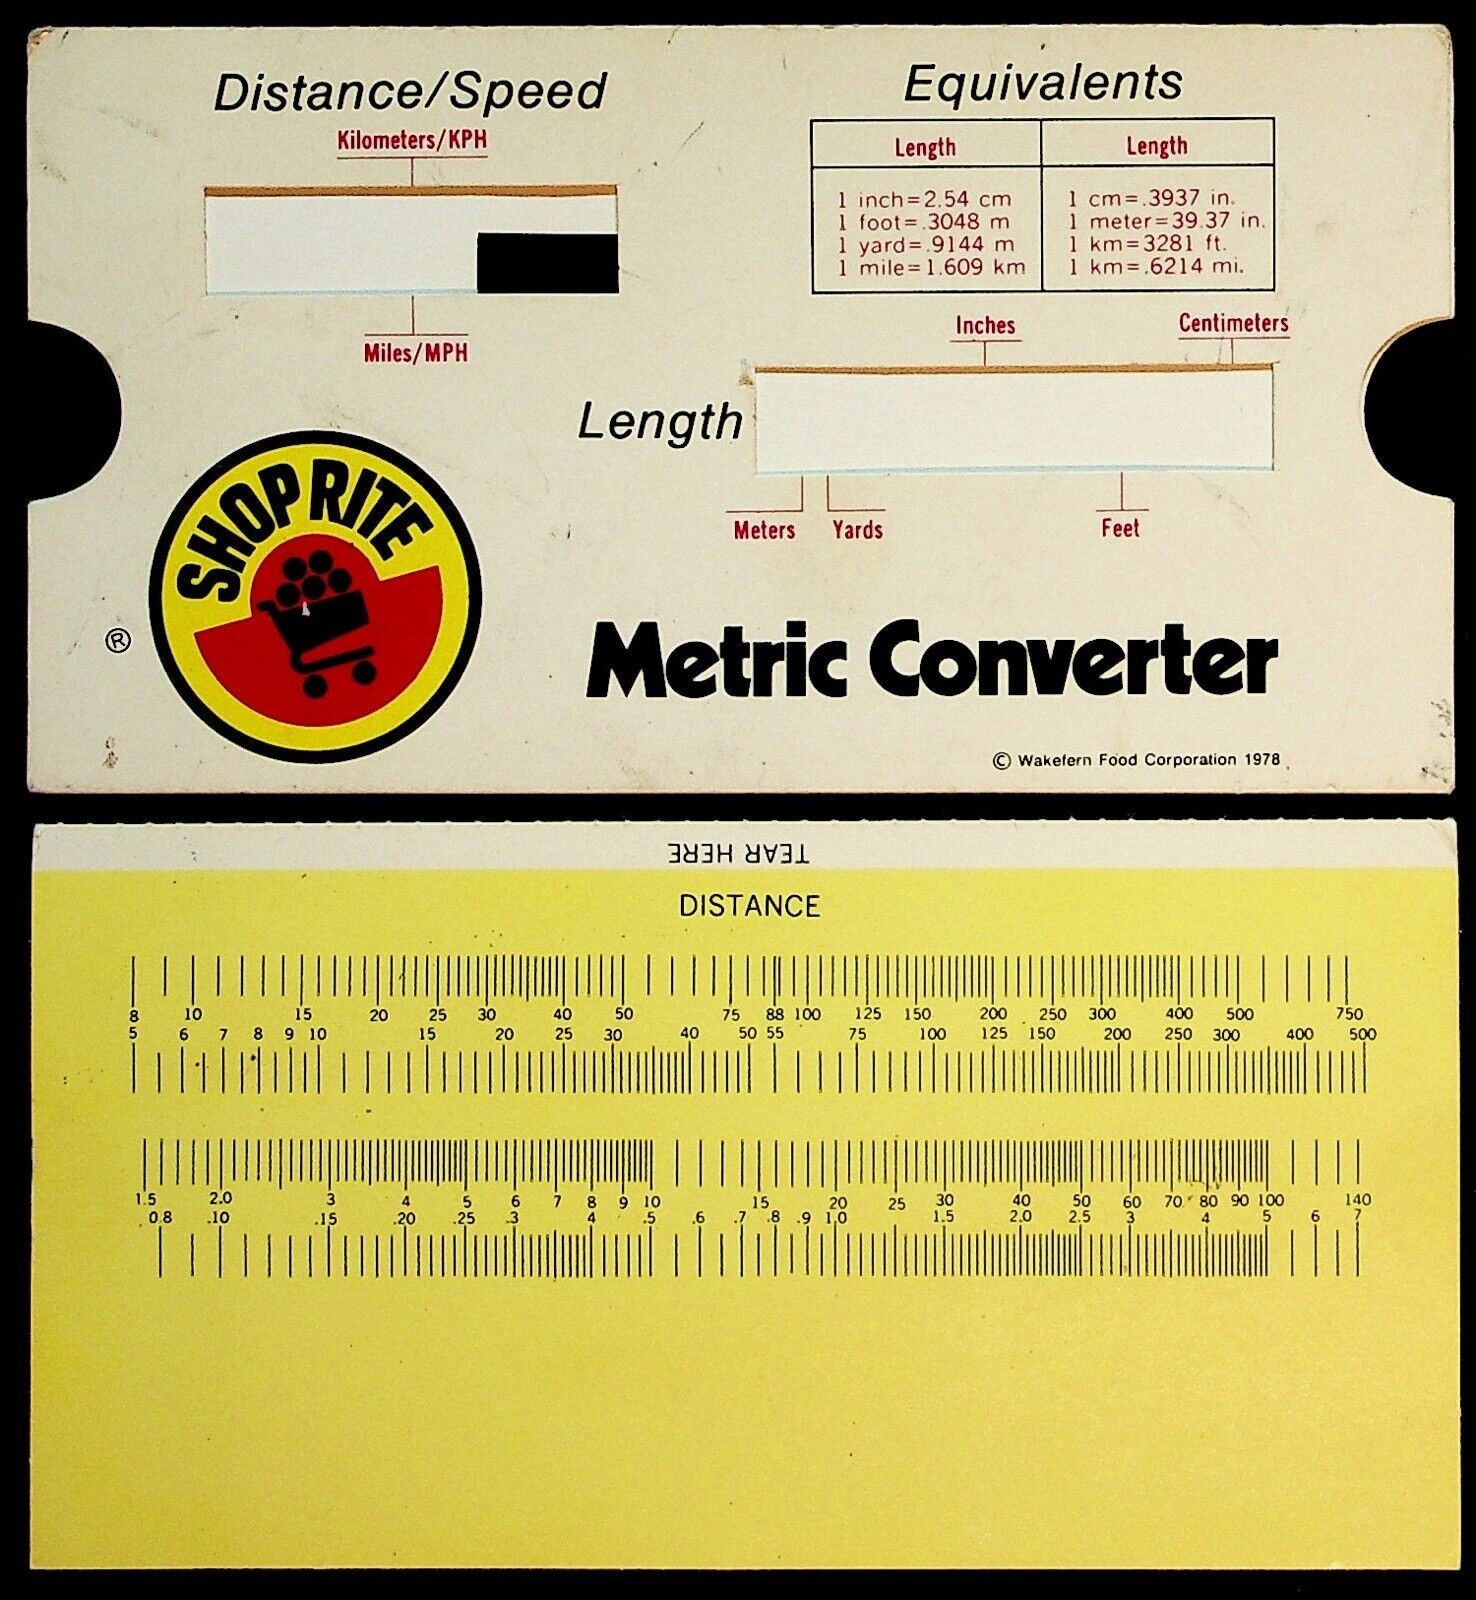 Distance/Speed
Kilometers/KPH
Miles/MPH
Equivalents
Length Length
1 inch=2.54 cm 1 cm=.3937 in.
1 foot=.3048 m 1 meter=39.37 in.
1 yard=.9144 m 1 km=3281 ft.
1 mile=1.609 km 1 km=.6214 mi.
Inches Centimeters
Length
Meters Yards Feet
SHOP RITE
®
Metric Converter
© Wakefern Food Corporation 1978
TEAR HERE
DISTANCE
8 10 15 20 25 30 40 50 75 88 100 125 150 200 250 300 400 500 750
5 6 7 8 9 10 15 20 25 30 40 50 55 75 100 125 150 200 250 300 400 500
1.5 2.0 3 4 5 6 7 8 9 10 15 20 25 30 40 50 60 70 80 90 100 140
0.8 .10 .15 .20 .25 .3 4 .5 .6 .7 .8 .9 1.0 1.5 2.0 2.5 3 4 5 6 7